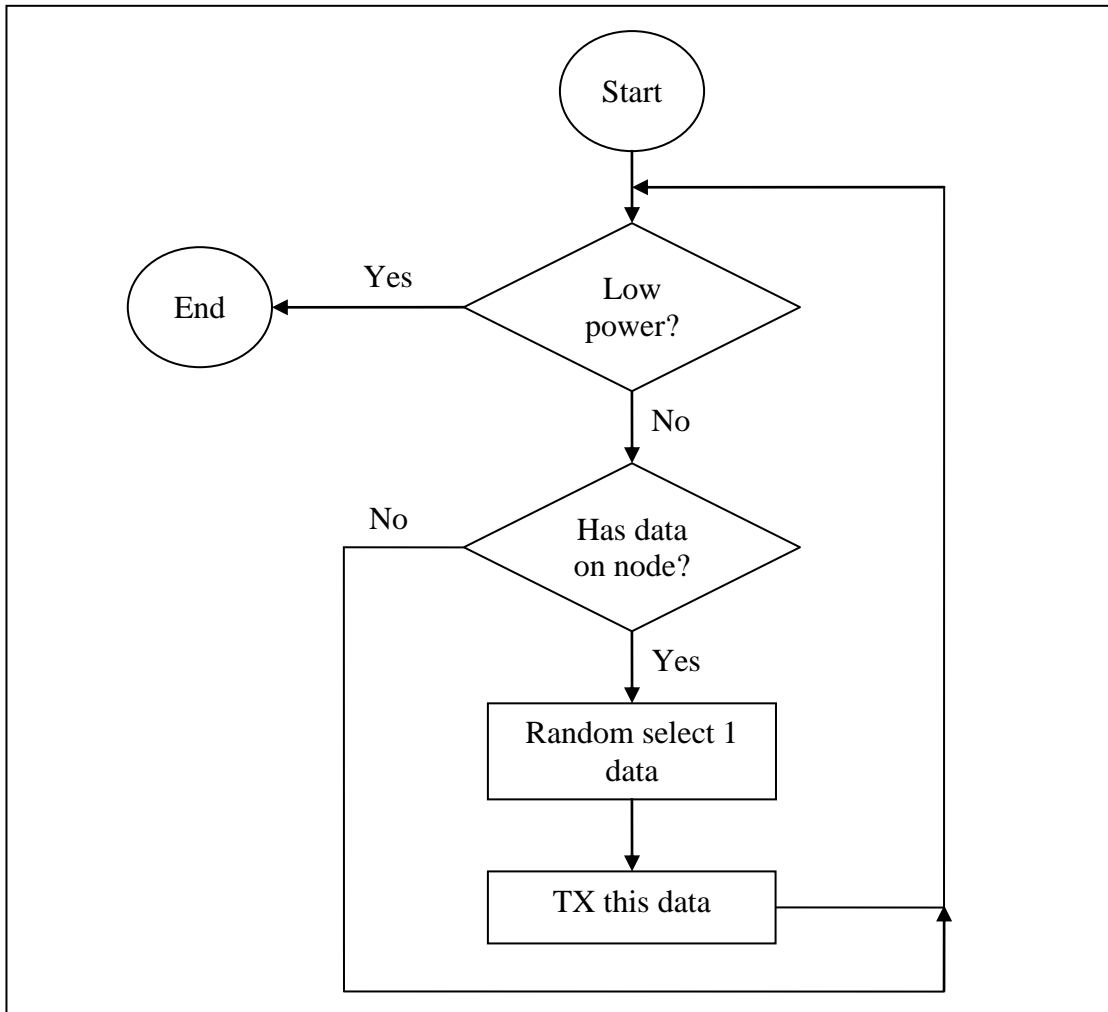 Start
Yes
Low
power?
End
No
No
Has data
on node?
Yes
Random select 1
data
TX this data